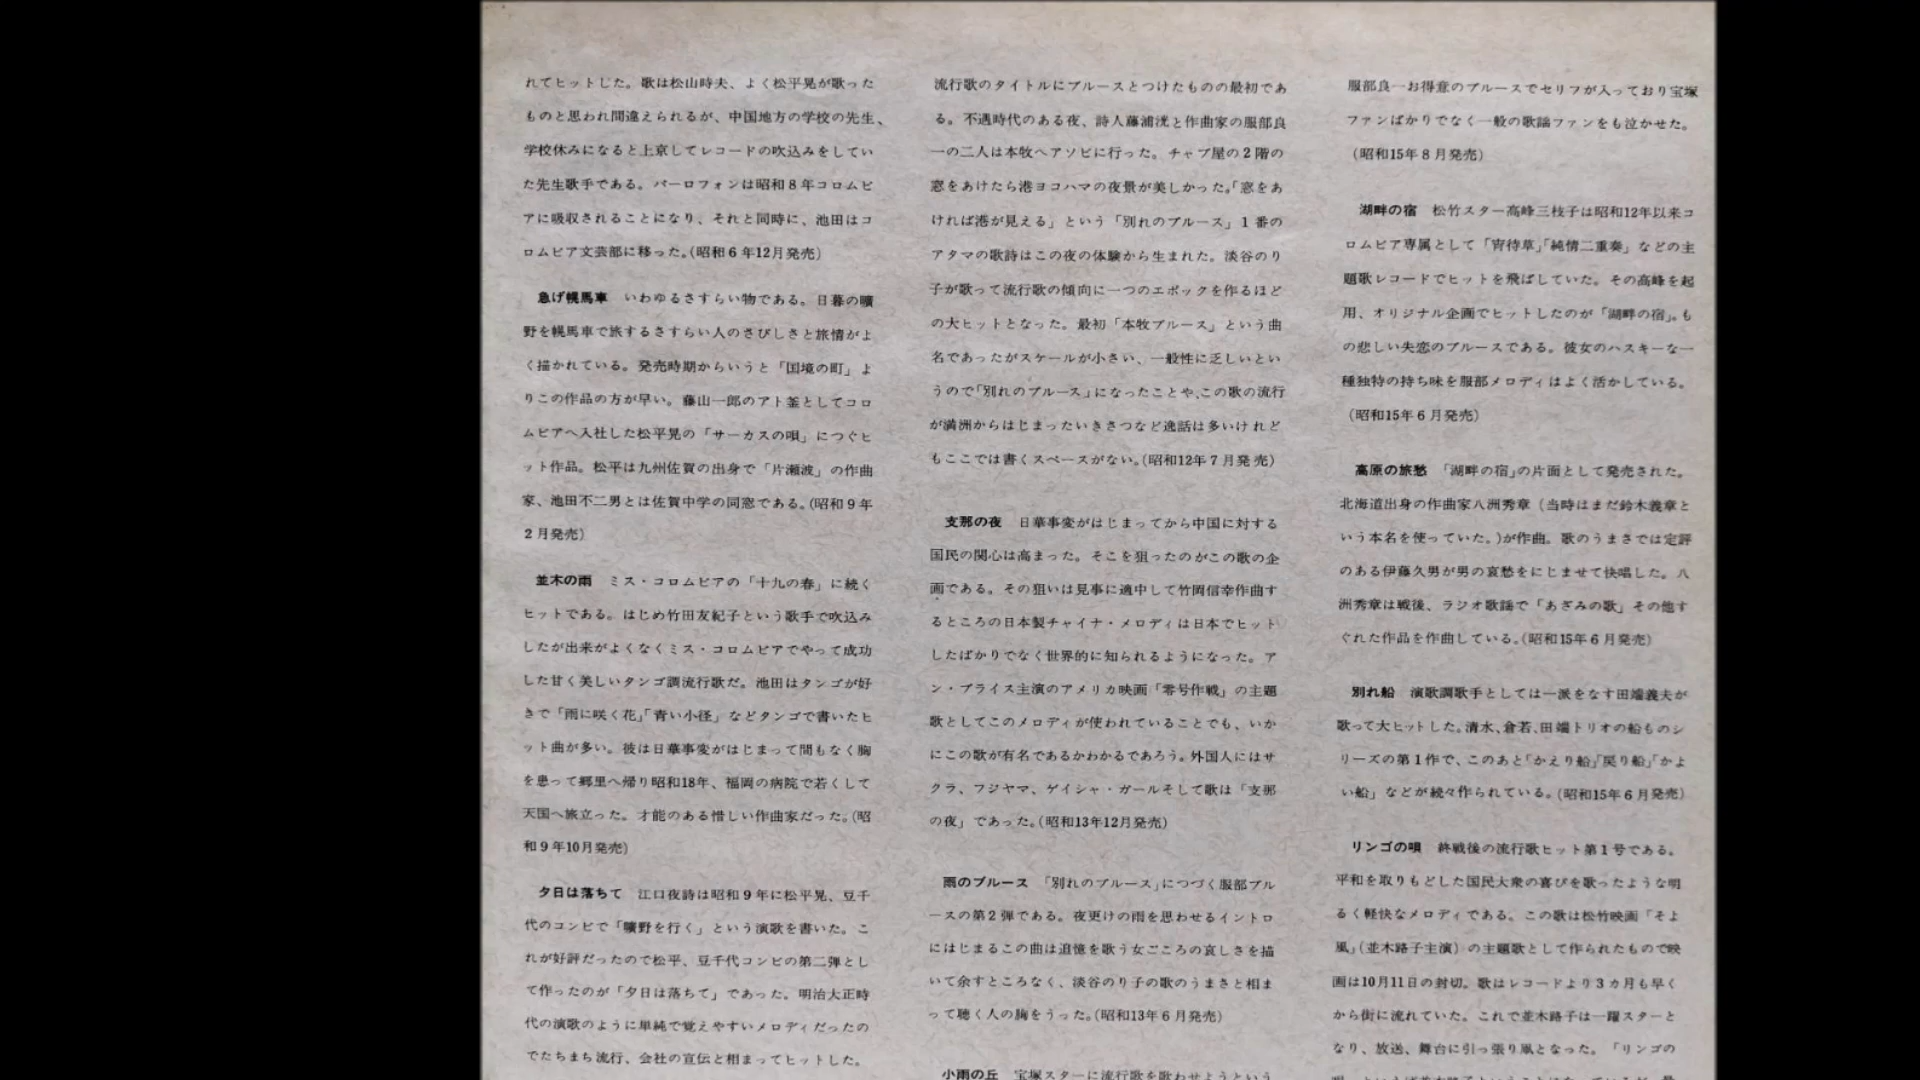 れてヒットした。歌は松山時夫、よく松平晃が歌った
ものと思われ間違えられるが、中国地方の学校の先生、
学校休みになると上京してレコードの吹込みをしてい
た先生歌手である。パーロフォンは昭和8年コロムビ
アに吸収されることになり、それと同時に、池田はコ
ロムビア文芸部に移った。(昭和6年12月発売)
急げ幌馬車 いわゆるさすらい物である。日暮の曠
野を幌馬車で旅するさすらい人のさびしさと旅情がよ
く描かれている。発売時期からいうと「国境の町」よ
りこの作品の方が早い。藤山一郎のアト釜としてコロ
ムビアへ入社した松平晃の「サーカスの唄」につぐヒ
ット作品。松平は九州佐賀の出身で「片瀬波」の作曲
家、池田不二男とは佐賀中学の同窓である。(昭和9年
2月発売)
並木の雨 ミス・コロムビアの「十九の春」に続く
ヒットである。はじめ竹田友紀子という歌手で吹込み
したが出来がよくなくミス・コロムビアでやって成功
した甘く美しいタンゴ調流行歌だ。池田はタンゴが好
きで「雨に咲く花」「青い小径」などタンゴで書いたヒ
ット曲が多い。彼は日華事変がはじまって間もなく胸
を患って郷里へ帰り昭和18年、福岡の病院で若くして
天国へ旅立った。才能のある惜しい作曲家だった。(昭
和9年10月発売)
夕日は落ちて 江口夜詩は昭和9年に松平晃、豆千
代のコンビで「曠野を行く」という演歌を書いた。こ
れが好評だったので松平、豆千代コンビの第二弾とし
て作ったのが「夕日は落ちて」であった。明治大正時
代の演歌のように単純で覚えやすいメロディだったの
でたちまち流行、会社の宣伝と相まってヒットした。
流行歌のタイトルにブルースとつけたものの最初であ
る。不遇時代のある夜、詩人藤浦洸と作曲家の服部良
一の二人は本牧へアソビに行った。チャブ屋の2階の
窓をあけたら港ヨコハマの夜景が美しかった。「窓をあ
ければ港が見える」という「別れのブルース」1番の
アタマの歌詩はこの夜の体験から生まれた。淡谷のり
子が歌って流行歌の傾向に一つのエポックを作るほど
の大ヒットとなった。最初「本牧ブルース」という曲
名であったがスケールが小さい、一般性に乏しいとい
うので「別れのブルース」になったことや、この歌の流行
が満洲からはじまったいきさつなど逸話は多いけれど
もここでは書くスペースがない。(昭和12年7月発売)
支那の夜 日華事変がはじまってから中国に対する
国民の関心は高まった。そこを狙ったのがこの歌の企
画である。その狙いは見事に適中して竹岡信幸作曲す
るところの日本製チャイナ・メロディは日本でヒット
したばかりでなく世界的に知られるようになった。ア
ン・ブライス主演のアメリカ映画「零号作戦」の主題
歌としてこのメロディが使われていることでも、いか
にこの歌が有名であるかわかるであろう。外国人にはサ
クラ、フジヤマ、ゲイシャ・ガールそして歌は「支那
の夜」であった。(昭和13年12月発売)
雨のブルース 「別れのブルース」につづく服部ブル
ースの第2弾である。夜更けの雨を思わせるイントロ
にはじまるこの曲は追憶を歌う女ごころの哀しさを描
いて余すところなく、淡谷のり子の歌のうまさと相ま
って聴く人の胸をうった。(昭和13年6月発売)
小雨の丘 宝塚スターに流行歌を歌わせようという
服部良一お得意のブルースでセリフが入っており宝塚
ファンばかりでなく一般の歌謡ファンをも泣かせた。
(昭和15年8月発売)
湖畔の宿 松竹スター高峰三枝子は昭和12年以来コ
ロムビア専属として「宵待草」「純情二重奏」などの主
題歌レコードでヒットを飛ばしていた。その高峰を起
用、オリジナル企画でヒットしたのが「湖畔の宿」。も
の悲しい失恋のブルースである。彼女のハスキーな一
種独特の持ち味を服部メロディはよく活かしている。
(昭和15年6月発売)
高原の旅愁 「湖畔の宿」の片面として発売された。
北海道出身の作曲家八洲秀章(当時はまだ鈴木義章と
いう本名を使っていた。)が作曲。歌のうまさでは定評
のある伊藤久男が男の哀愁をにじませて快唱した。八
洲秀章は戦後、ラジオ歌謡で「あざみの歌」その他す
ぐれた作品を作曲している。(昭和15年6月発売)
別れ船 演歌調歌手としては一派をなす田端義夫が
歌って大ヒットした。清水、倉若、田端トリオの船ものシ
リーズの第1作で、このあと「かえり船」「戻り船」「かよ
い船」などが続々作られている。(昭和15年6月発売)
リンゴの唄 終戦後の流行歌ヒット第1号である。
平和を取りもどした国民大衆の喜びを歌ったような明
るく軽快なメロディである。この歌は松竹映画「そよ
風」(並木路子主演)の主題歌として作られたもので映
画は10月11日の封切。歌はレコードより3カ月も早く
から街に流れていた。これで並木路子は一躍スターと
なり、放送、舞台に引っ張り凧となった。「リンゴの